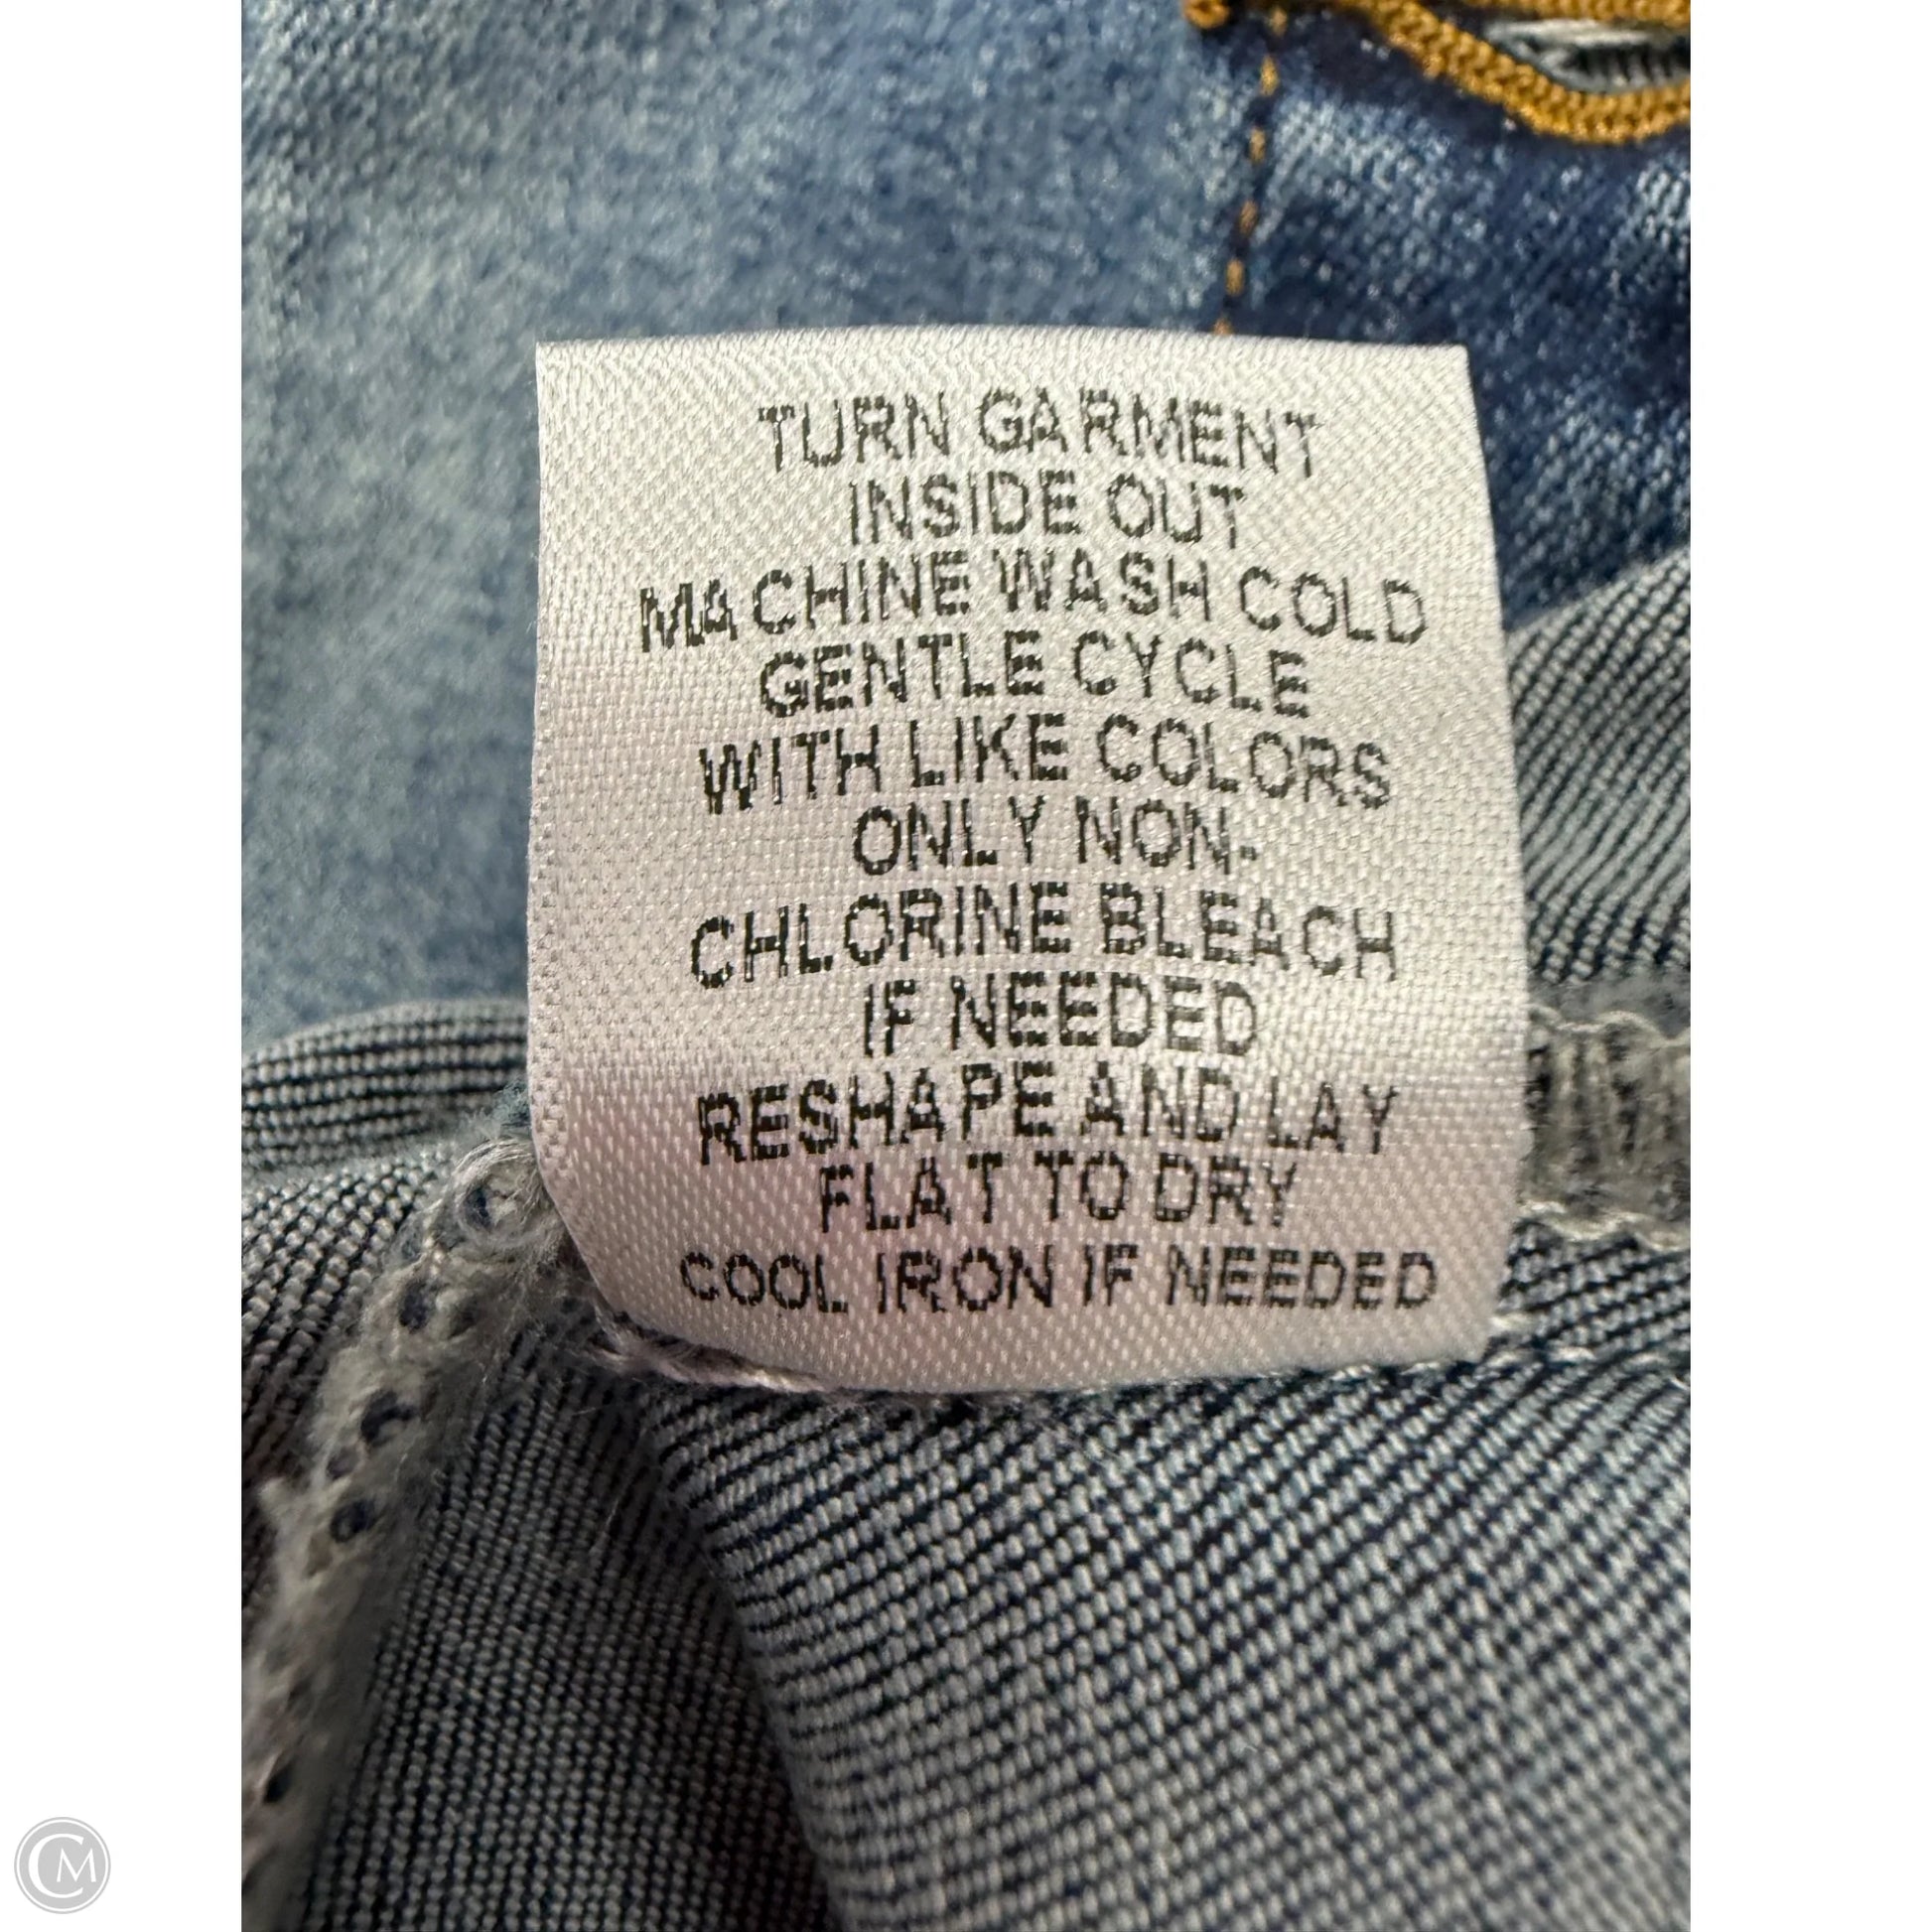 TURN GARMENT
INSIDE OUT
MACHINE WASH COLD
GENTLE CYCLE
WITH LIKE COLORS
ONLY NON-
CHLORINE BLEACH
IF NEEDED
RESHAPE AND LAY
FLAT TO DRY
COOL IRON IF NEEDED
CM